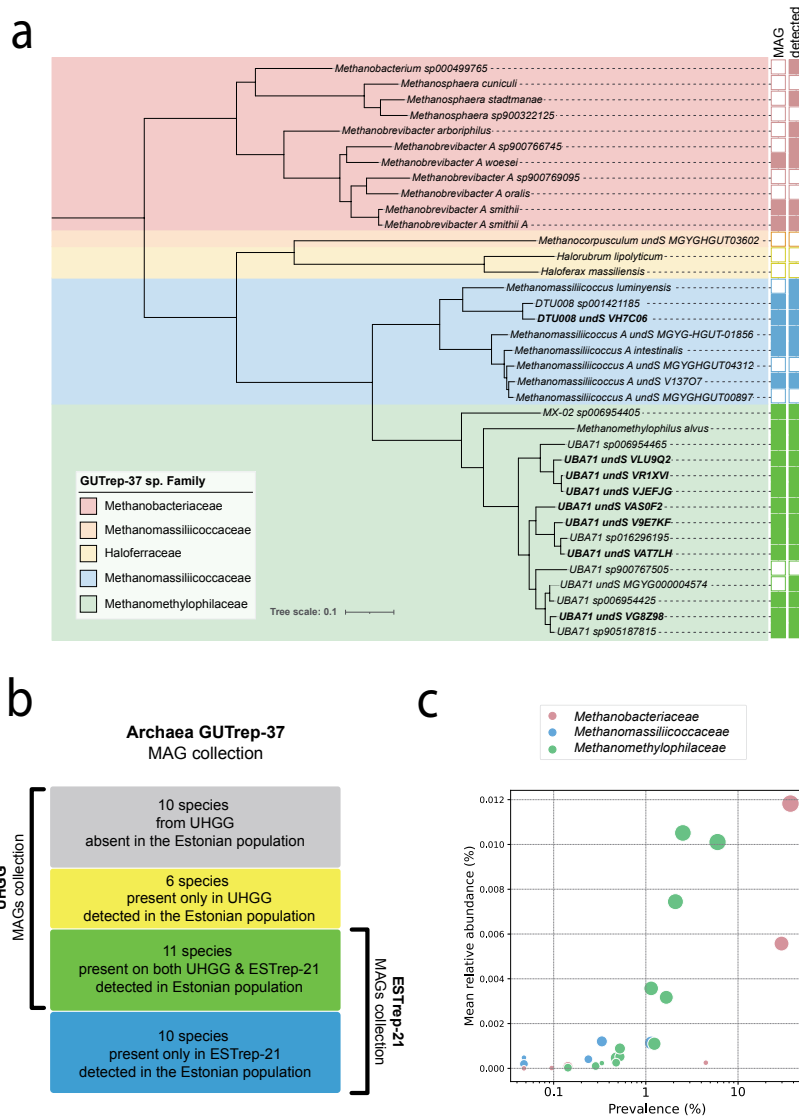 a
MAG
detected
Methanobacterium sp000499765
Methanosphaera cuniculi
Methanosphaera stadtmanae
Methanosphaera sp900322125
Methanobrevibacter arboriphilus
Methanobrevibacter A sp900766745
Methanobrevibacter A woesei
Methanobrevibacter A sp900769095
Methanobrevibacter A oralis
Methanobrevibacter A smithii
Methanobrevibacter A smithii A
Methanocorpusculum undS MGYGHGUT03602
Halorubrum lipolyticum
Haloferax massiliensis
Methanomassiliicoccus luminyensis
DTU008 sp001421185
DTU008 undS VH7C06
Methanomassiliicoccus A undS MGYG-HGUT-01856
Methanomassiliicoccus A intestinalis
Methanomassiliicoccus A undS MGYGHGUT04312
Methanomassiliicoccus A undS V137O7
Methanomassiliicoccus A undS MGYGHGUT00897
MX-02 sp006954405
Methanomethylophilus alvus
UBA71 sp006954465
UBA71 undS VLU9Q2
UBA71 undS VR1XVI
UBA71 undS VJEFJG
UBA71 undS VAS0F2
UBA71 undS V9E7KF
UBA71 sp016296195
UBA71 undS VAT7LH
UBA71 sp900767505
UBA71 undS MGYG000004574
UBA71 sp006954425
UBA71 undS VG8Z98
UBA71 sp905187815
GUTrep-37 sp. Family
Methanobacteriaceae
Methanomassiliicoccaceae
Haloferraceae
Methanomassiliicoccaceae
Methanomethylophilaceae
Tree scale: 0.1
b
Archaea GUTrep-37
MAG collection
UHGG
MAGs collection
10 species
from UHGG
absent in the Estonian population
6 species
present only in UHGG
detected in the Estonian population
11 species
present on both UHGG & ESTrep-21
detected in Estonian population
10 species
present only in ESTrep-21
detected in the Estonian population
ESTrep-21
MAGs collection
c
Methanobacteriaceae
Methanomassiliicoccaceae
Methanomethylophilaceae
Mean relative abundance (%)
0.012
0.010
0.008
0.006
0.004
0.002
0.000
0.1
1
10
Prevalence (%)